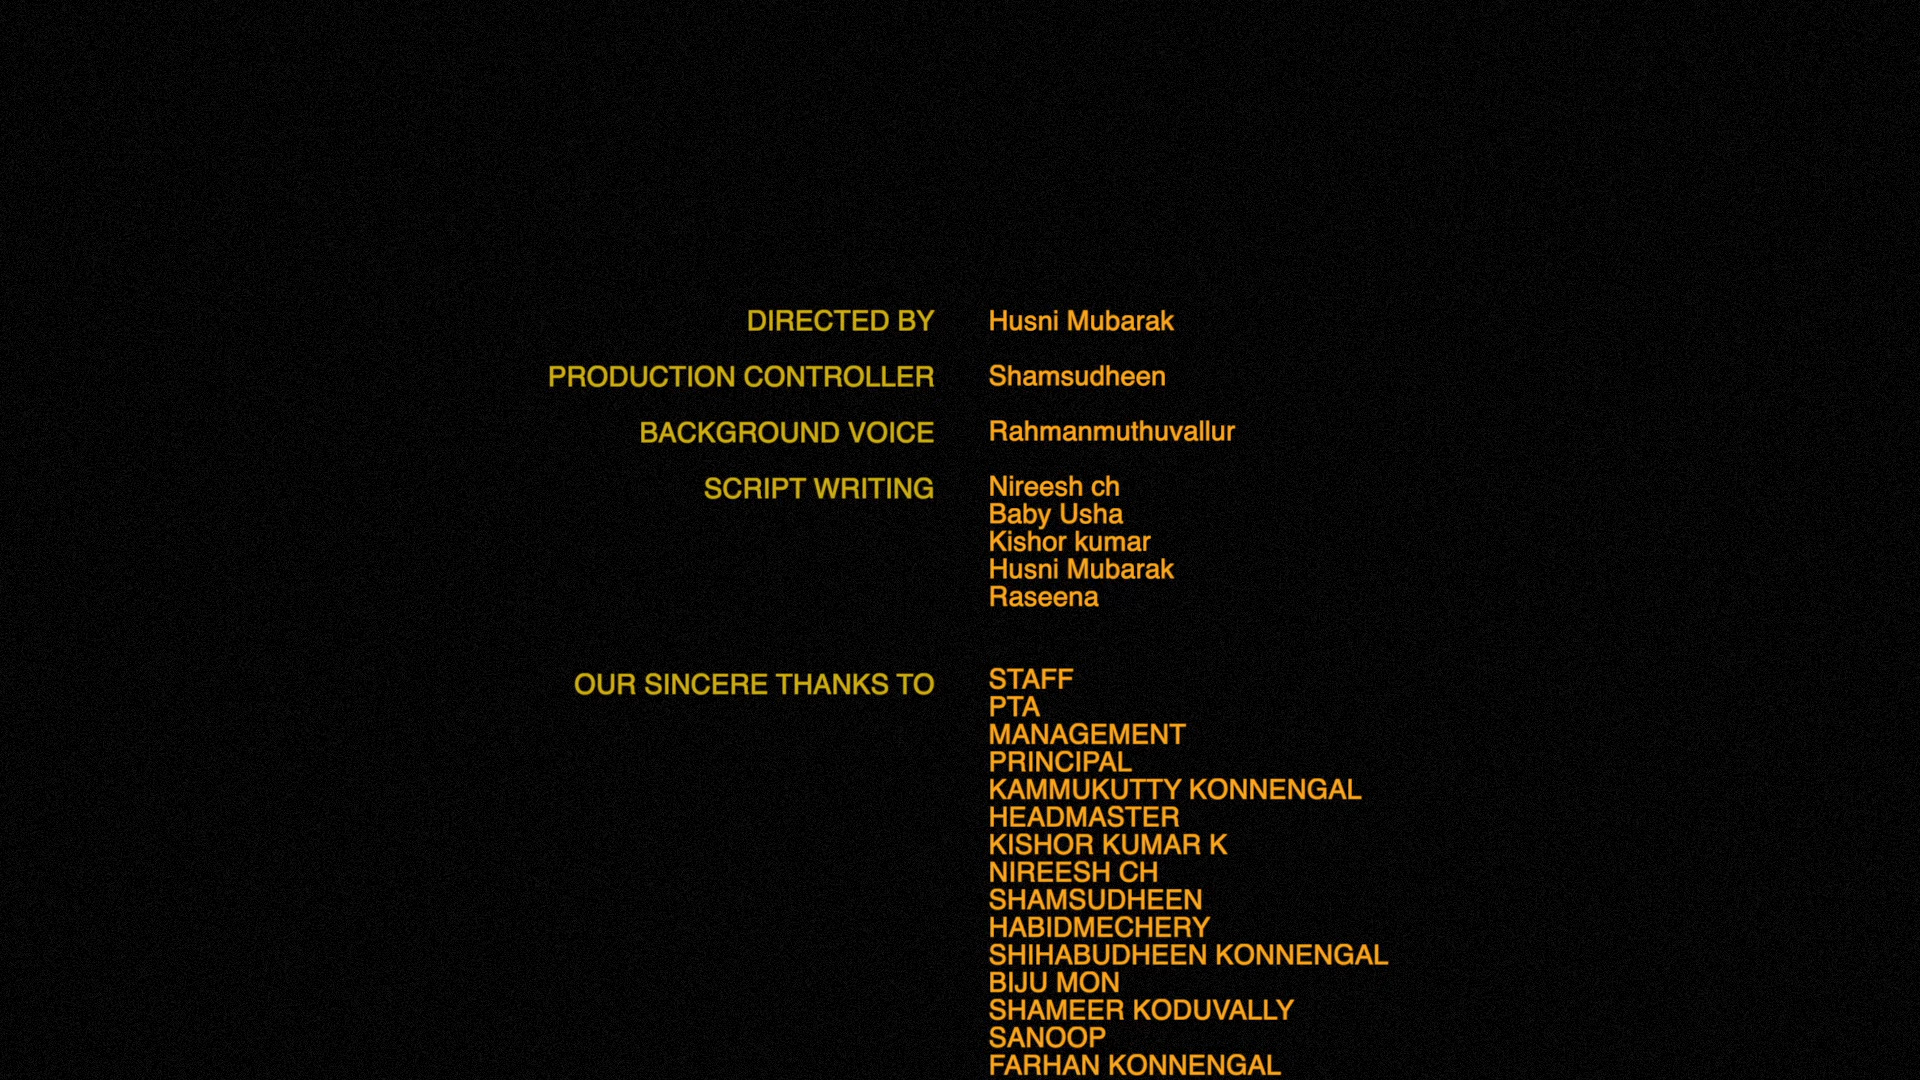 DIRECTED BY Husni Mubarak
PRODUCTION CONTROLLER Shamsudheen
BACKGROUND VOICE Rahmanmuthuvallur
SCRIPT WRITING Nireesh ch
Baby Usha
Kishor kumar
Husni Mubarak
Raseena
OUR SINCERE THANKS TO STAFF
PTA
MANAGEMENT
PRINCIPAL
KAMMUKUTTY KONNENGAL
HEADMASTER
KISHOR KUMAR K
NIREESH CH
SHAMSUDHEEN
HABIDMECHERY
SHIHABUDHEEN KONNENGAL
BIJU MON
SHAMEER KODUVALLY
SANOOP
FARHAN KONNENGAL